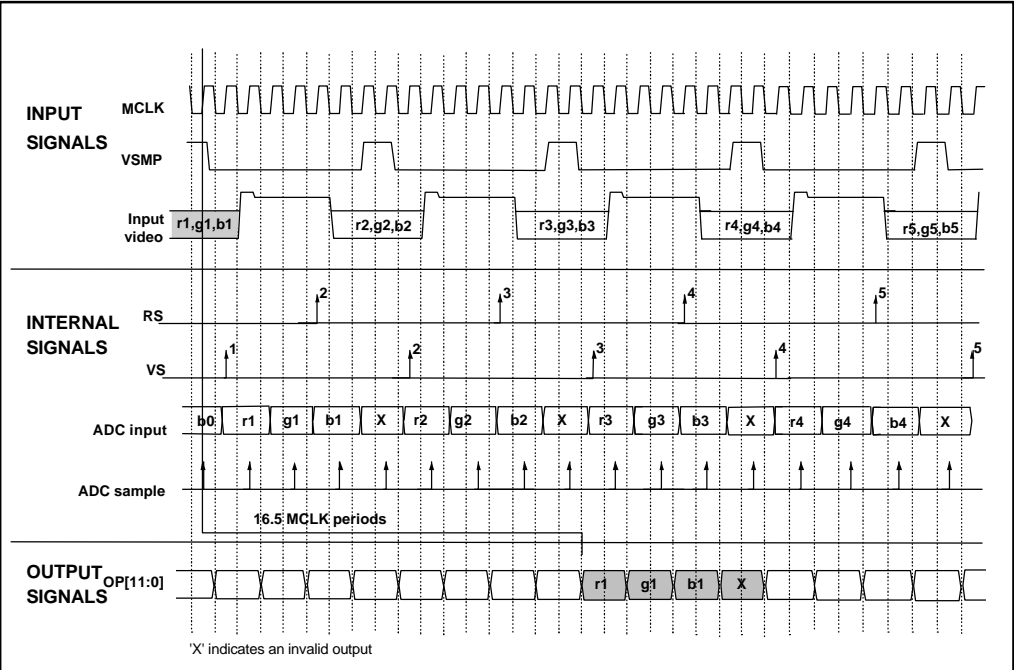 INPUT SIGNALS
MCLK
VSMP
Input video
r1,g1,b1 r2,g2,b2 r3,g3,b3 r4,g4,b4 r5,g5,b5
INTERNAL SIGNALS
RS
2 3 4 5
VS
1 2 3 4 5
ADC input
b0 r1 g1 b1 X r2 g2 b2 X r3 g3 b3 X r4 g4 b4 X
ADC sample
16.5 MCLK periods
OUTPUT SIGNALS
OP[11:0]
r1 g1 b1 X
'X' indicates an invalid output